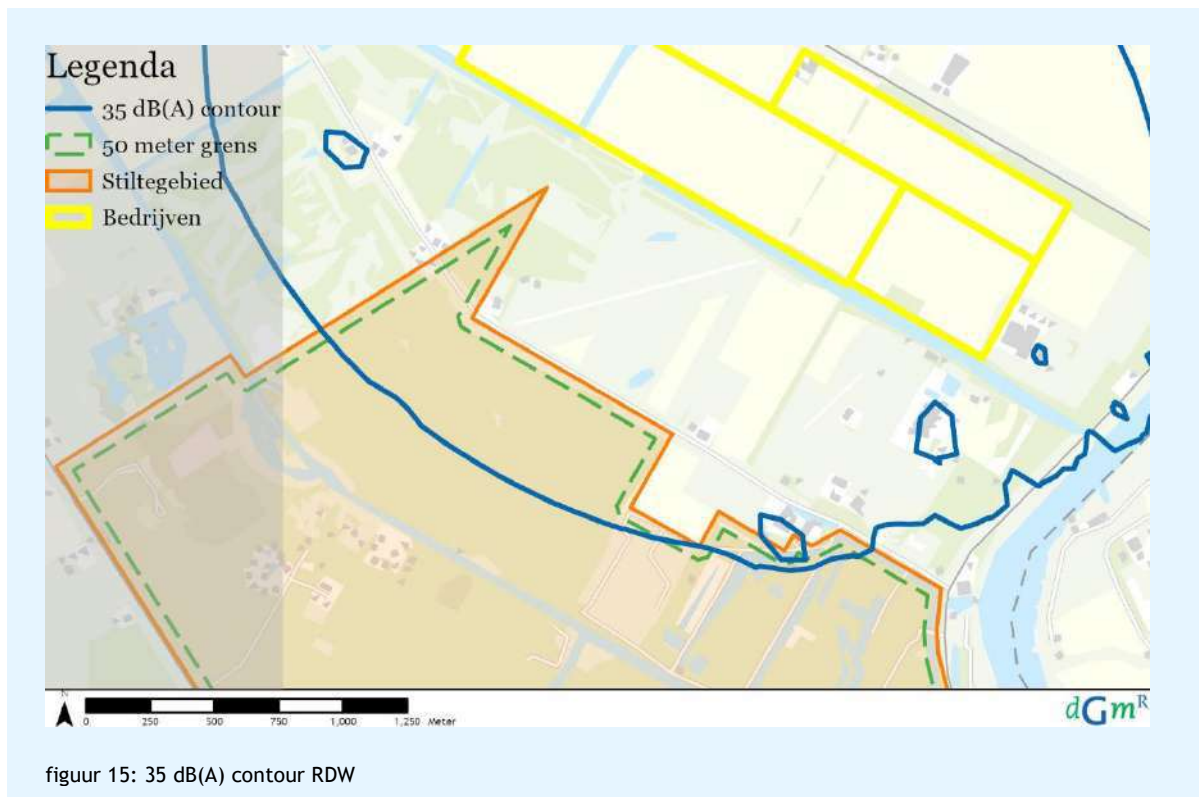 Legenda
35 dB(A) contour
50 meter grens
Stiltegebied
Bedrijven
N
0 250 500 750 1,000 1,250 Meter
dGmR
figuur 15: 35 dB(A) contour RDW